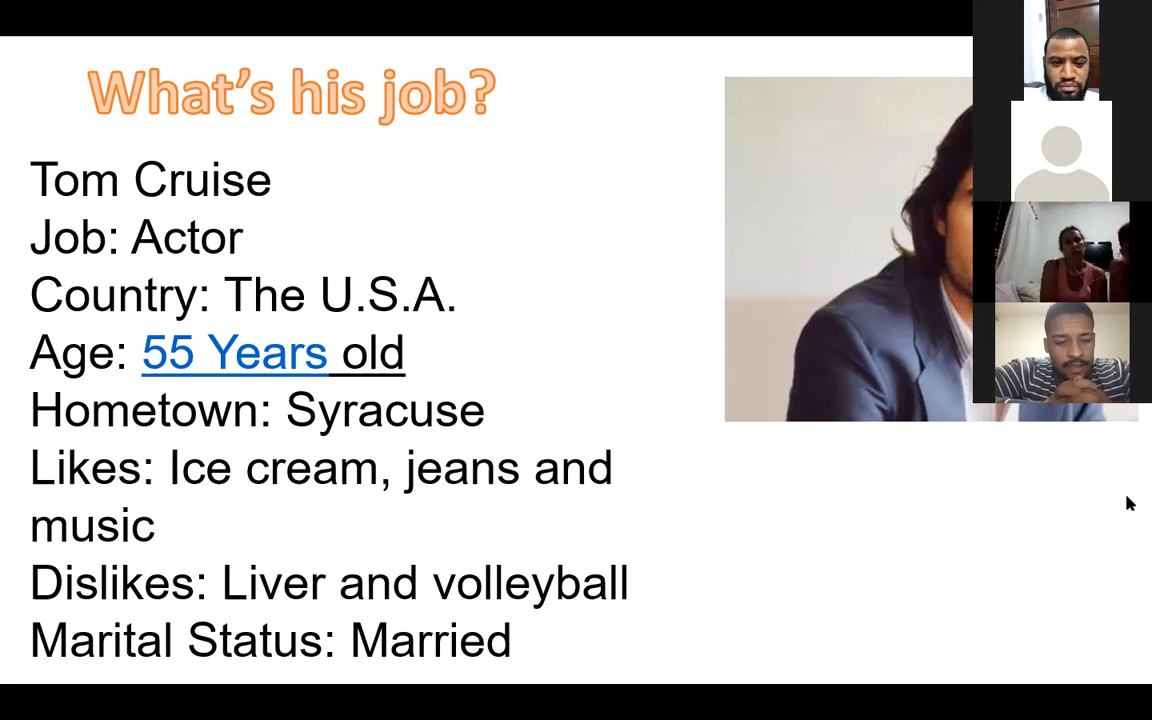 What's his job?
Tom Cruise
Job: Actor
Country: The U.S.A.
Age: 55 Years old
Hometown: Syracuse
Likes: Ice cream, jeans and
music
Dislikes: Liver and volleyball
Marital Status: Married